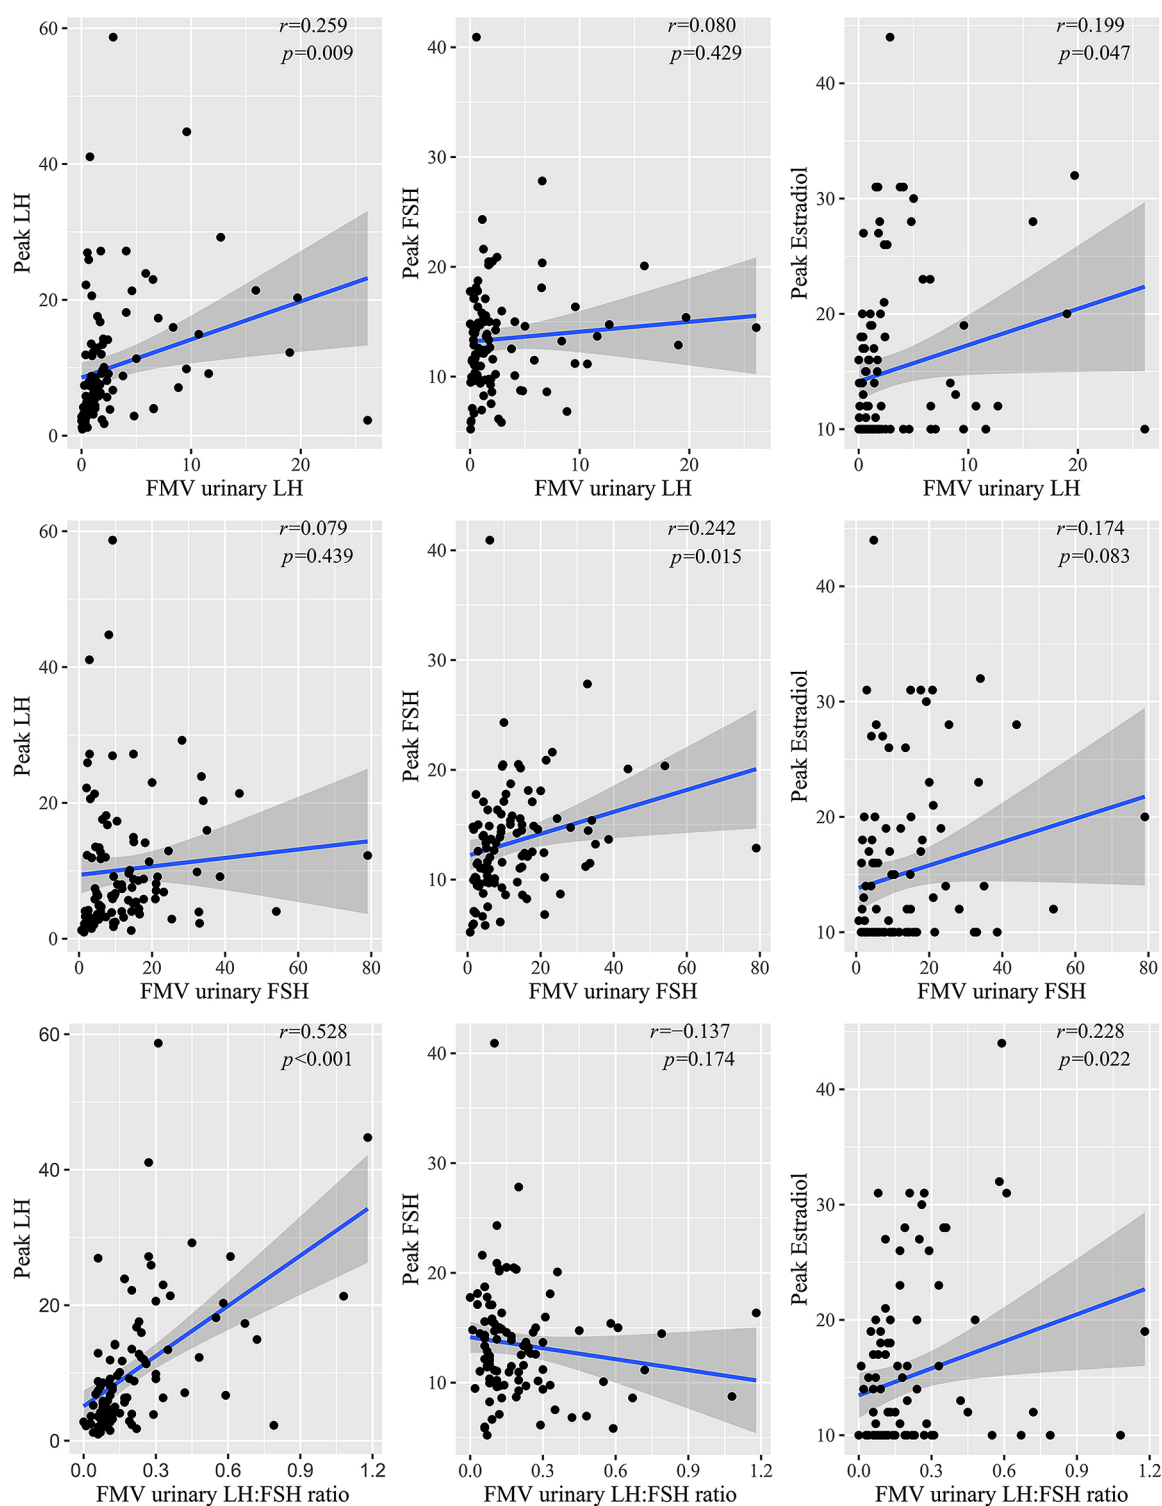 r=0.259
p=0.009
60
40
20
0
Peak LH
0 10 20
FMV urinary LH
r=0.080
p=0.429
40
30
20
10
Peak FSH
0 10 20
FMV urinary LH
r=0.199
p=0.047
40
30
20
10
Peak Estradiol
0 10 20
FMV urinary LH
r=0.079
p=0.439
60
40
20
0
Peak LH
0 20 40 60 80
FMV urinary FSH
r=0.242
p=0.015
40
30
20
10
Peak FSH
0 20 40 60 80
FMV urinary FSH
r=0.174
p=0.083
40
30
20
10
Peak Estradiol
0 20 40 60 80
FMV urinary FSH
r=0.528
p<0.001
60
40
20
0
Peak LH
0.0 0.3 0.6 0.9 1.2
FMV urinary LH:FSH ratio
r=−0.137
p=0.174
40
30
20
10
Peak FSH
0.0 0.3 0.6 0.9 1.2
FMV urinary LH:FSH ratio
r=0.228
p=0.022
40
30
20
10
Peak Estradiol
0.0 0.3 0.6 0.9 1.2
FMV urinary LH:FSH ratio